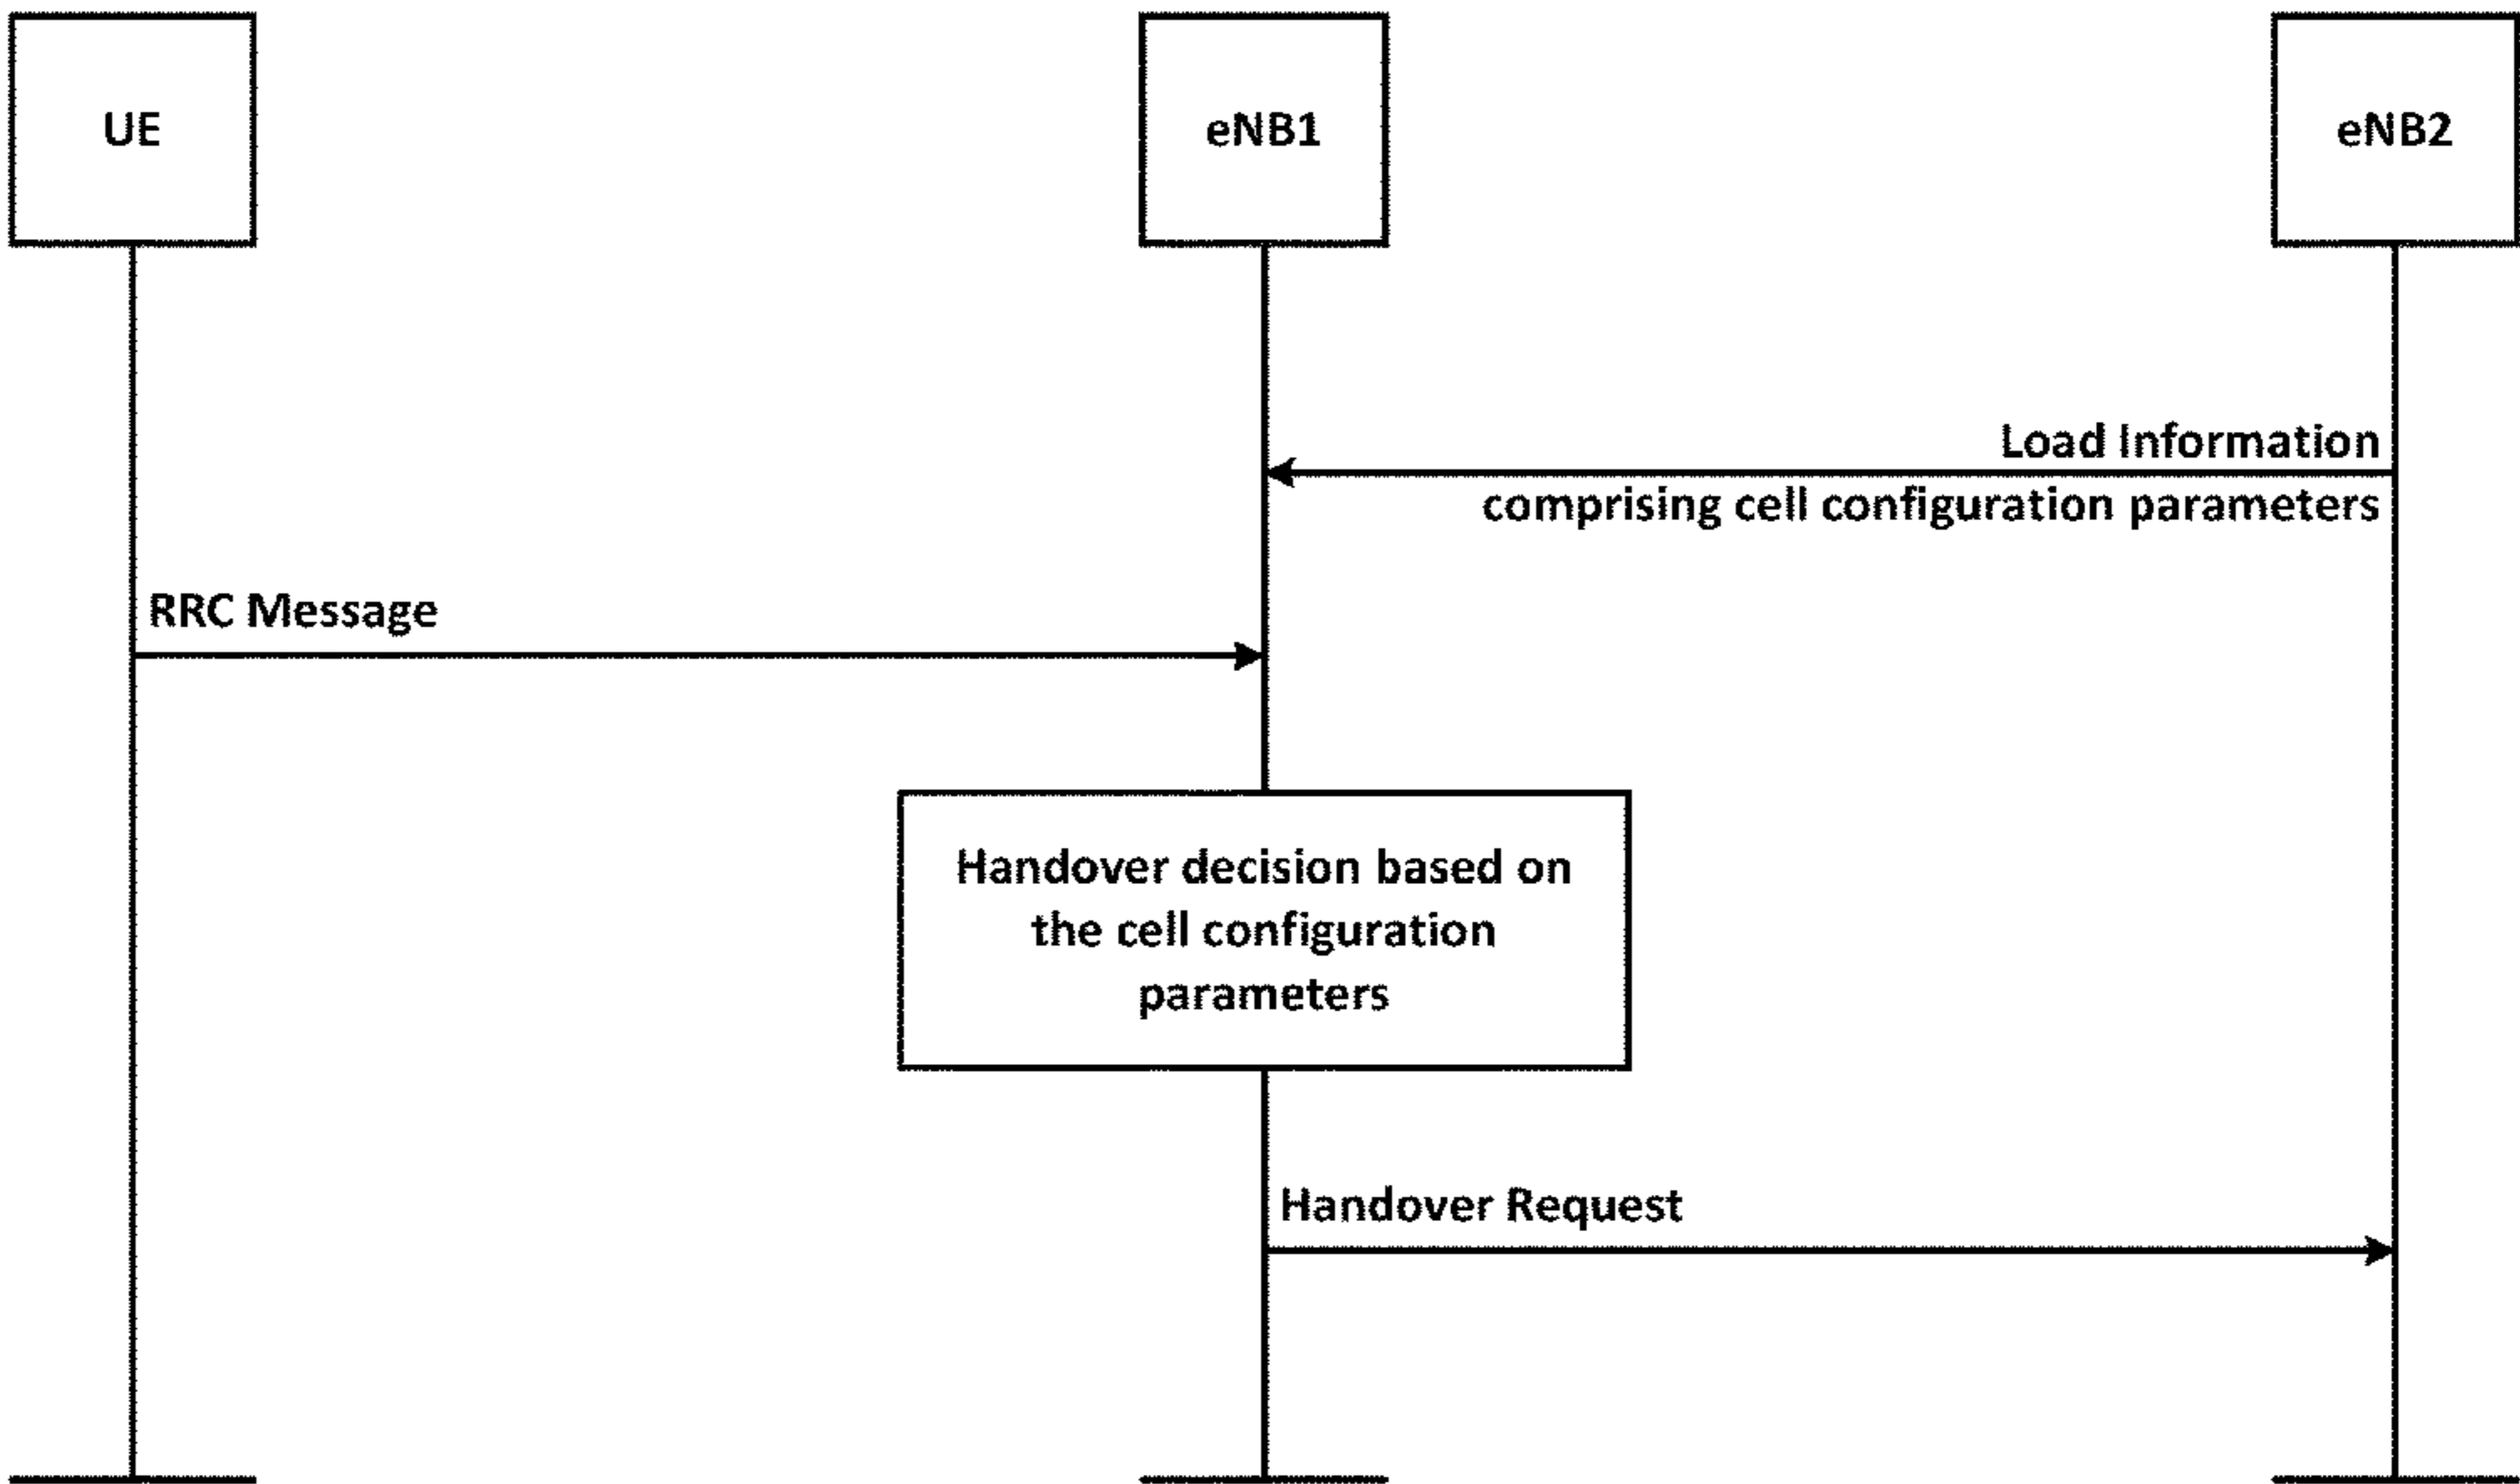 UE
eNB1
eNB2
Load Information
comprising cell configuration parameters
RRC Message
Handover decision based on
the cell configuration
parameters
Handover Request